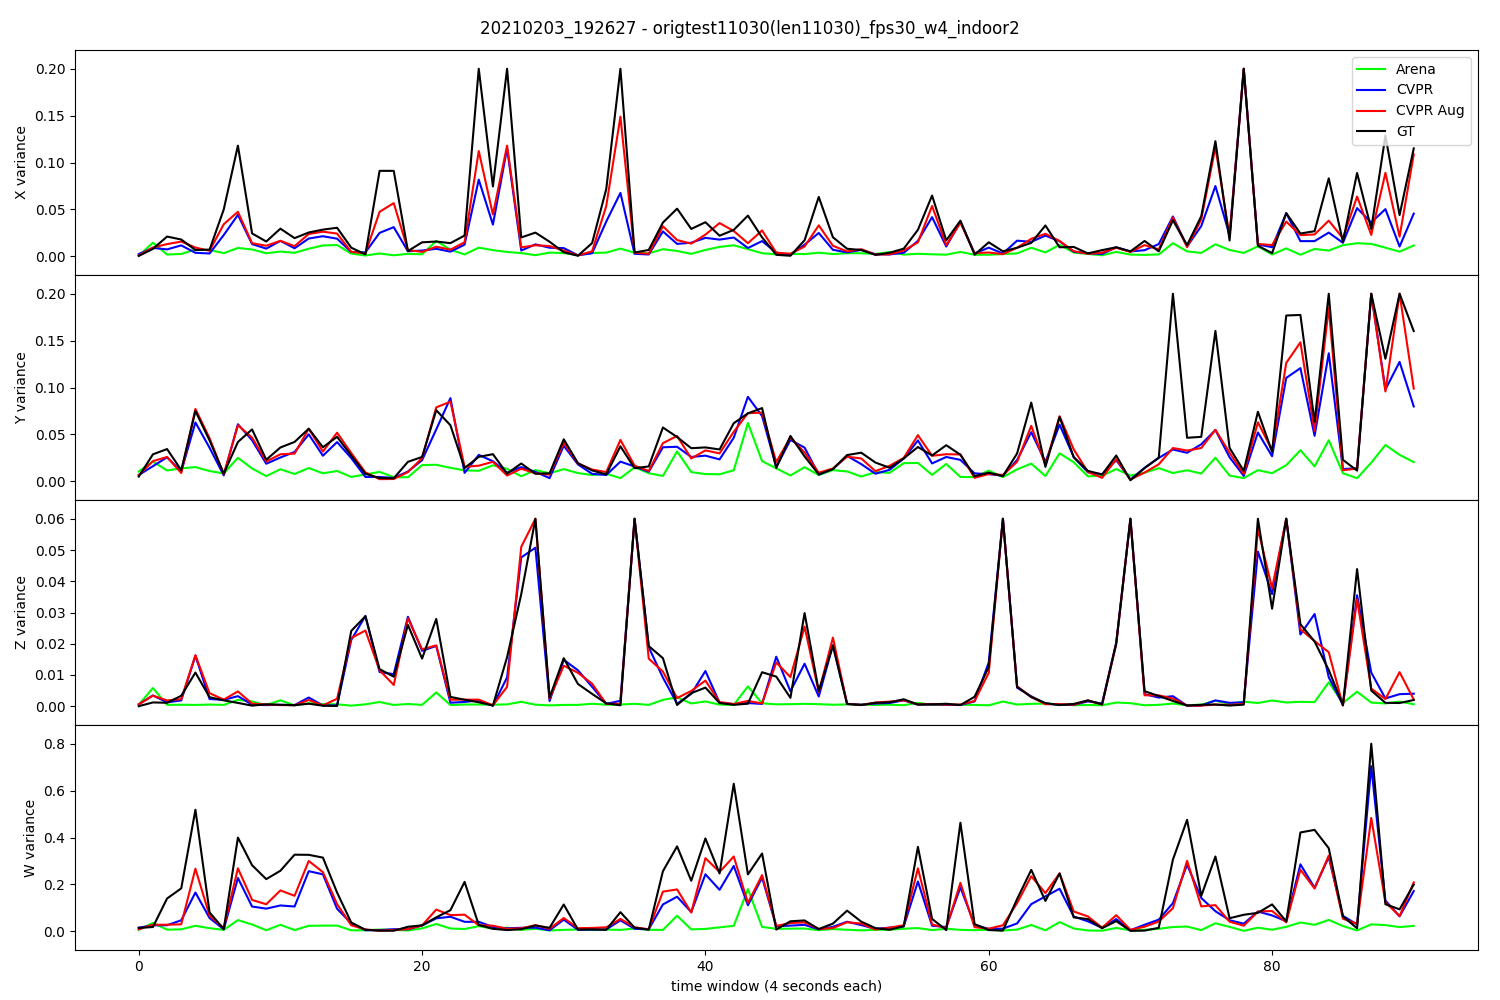 20210203_192627 - origtest11030(len11030)_fps30_w4_indoor2
Arena
CVPR
CVPR Aug
GT
X variance
0.20
0.15
0.10
0.05
0.00
Y variance
0.20
0.15
0.10
0.05
0.00
Z variance
0.06
0.05
0.04
0.03
0.02
0.01
0.00
W variance
0.8
0.6
0.4
0.2
0.0
0 20 40 60 80
time window (4 seconds each)